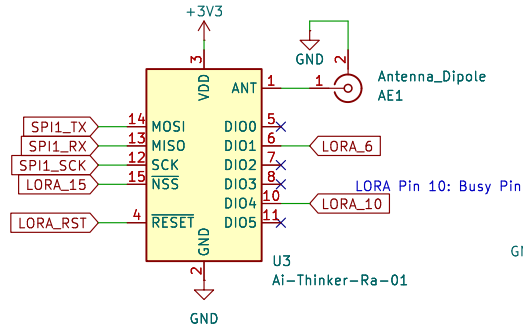 +3V3
GND
2
3
VDD
ANT
1
1
Antenna_Dipole
AE1
SPI1_TX
14
MOSI
DIO0
5
SPI1_RX
13
MISO
DIO1
6
LORA_6
SPI1_SCK
12
SCK
DIO2
7
LORA_15
15
NSS
DIO3
8
LORA Pin 10: Busy Pin
DIO4
10
LORA_10
LORA_RST
4
RESET
DIO5
11
GND
2
U3
Ai-Thinker-Ra-01
GND